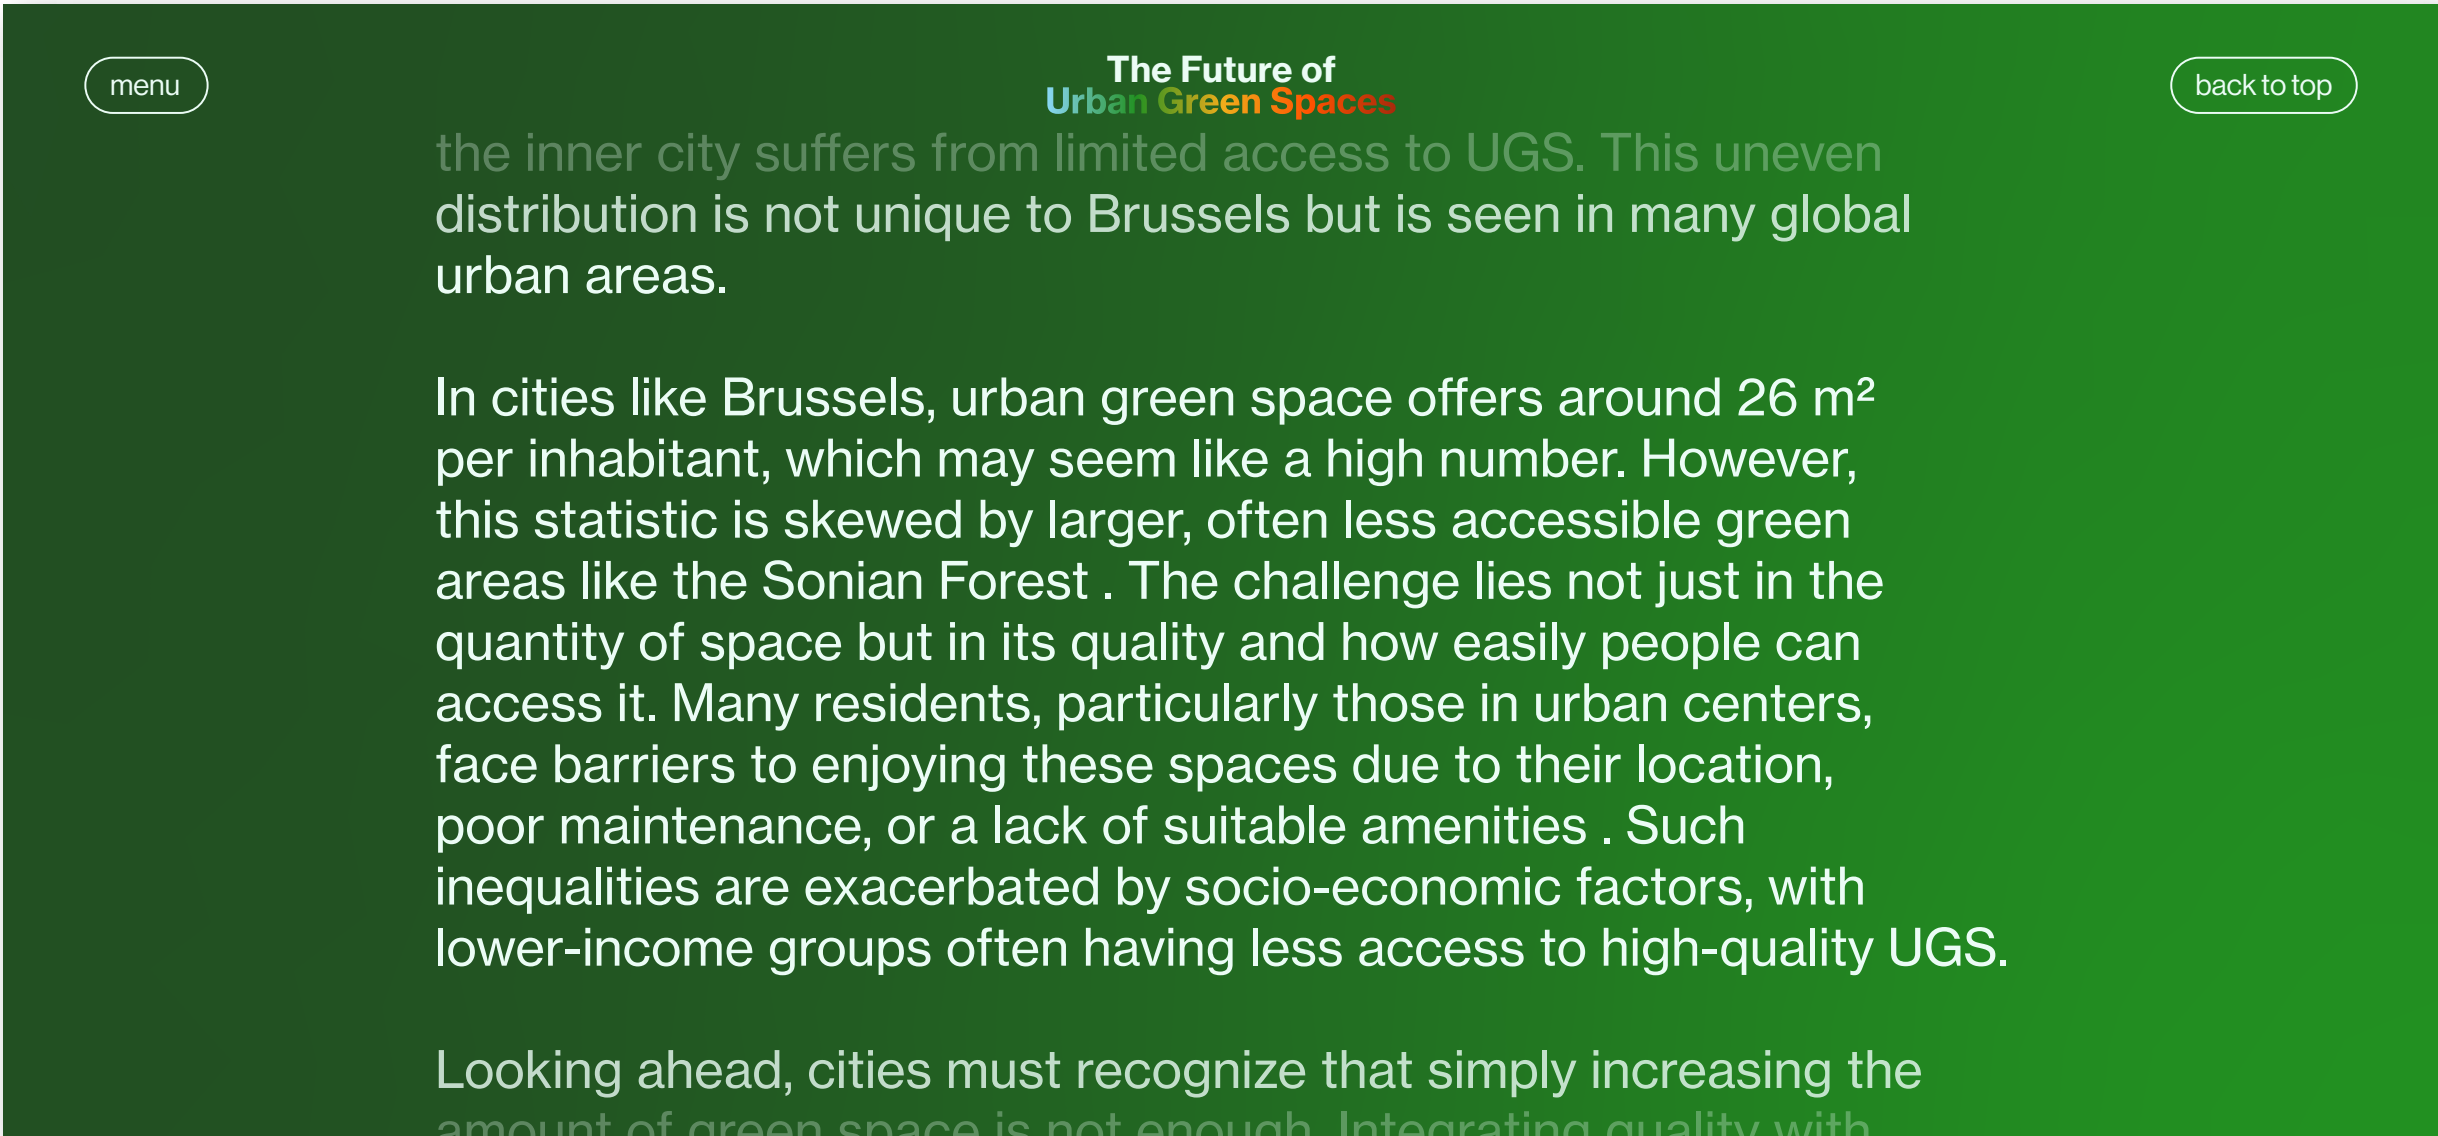 menu
The Future of
Urban Green Spaces
back to top
the inner city suffers from limited access to UGS. This uneven
distribution is not unique to Brussels but is seen in many global
urban areas.
In cities like Brussels, urban green space offers around 26 m²
per inhabitant, which may seem like a high number. However,
this statistic is skewed by larger, often less accessible green
areas like the Sonian Forest . The challenge lies not just in the
quantity of space but in its quality and how easily people can
access it. Many residents, particularly those in urban centers,
face barriers to enjoying these spaces due to their location,
poor maintenance, or a lack of suitable amenities . Such
inequalities are exacerbated by socio-economic factors, with
lower-income groups often having less access to high-quality UGS.
Looking ahead, cities must recognize that simply increasing the
amount of green space is not enough. Integrating quality with